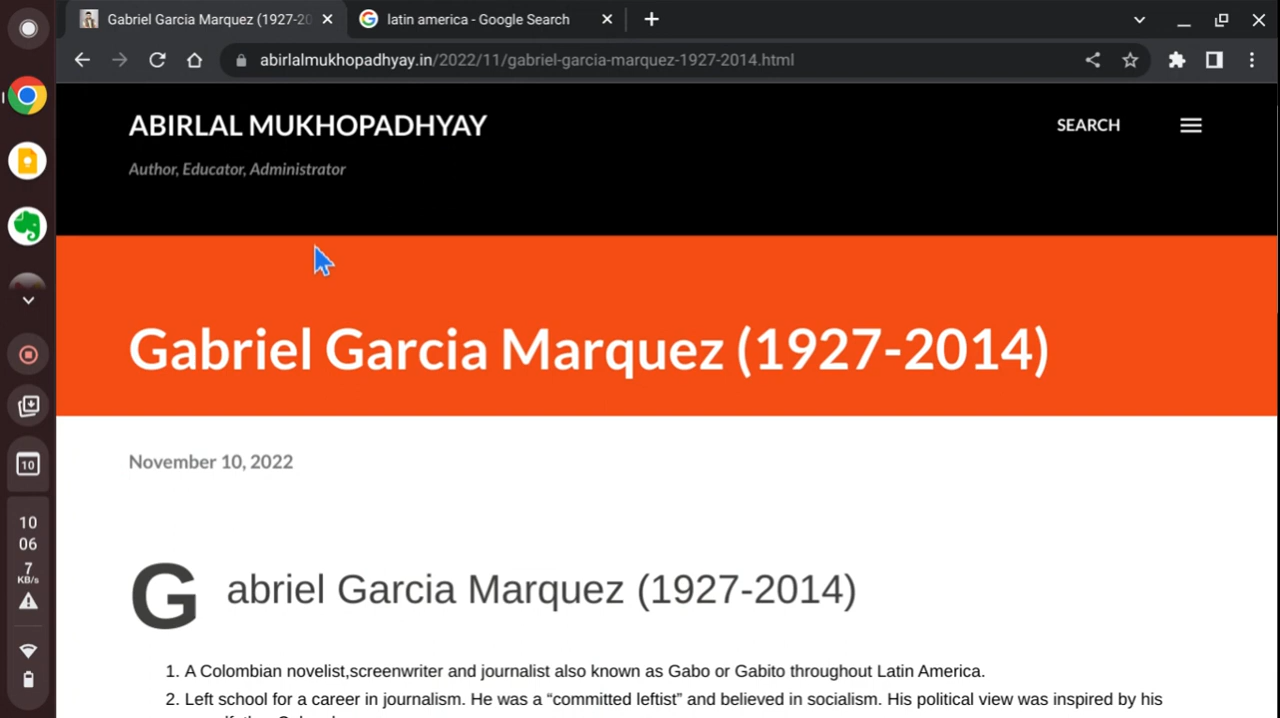 Gabriel Garcia Marquez (1927-20
latin america - Google Search
abirlalmukhopadhyay.in/2022/11/gabriel-garcia-marquez-1927-2014.html
ABIRLAL MUKHOPADHYAY
SEARCH
Author, Educator, Administrator
Gabriel Garcia Marquez (1927-2014)
November 10, 2022
Gabriel Garcia Marquez (1927-2014)
1. A Colombian novelist,screenwriter and journalist also known as Gabo or Gabito throughout Latin America.
2. Left school for a career in journalism. He was a “committed leftist” and believed in socialism. His political view was inspired by his
10
10
06
7
KB/s